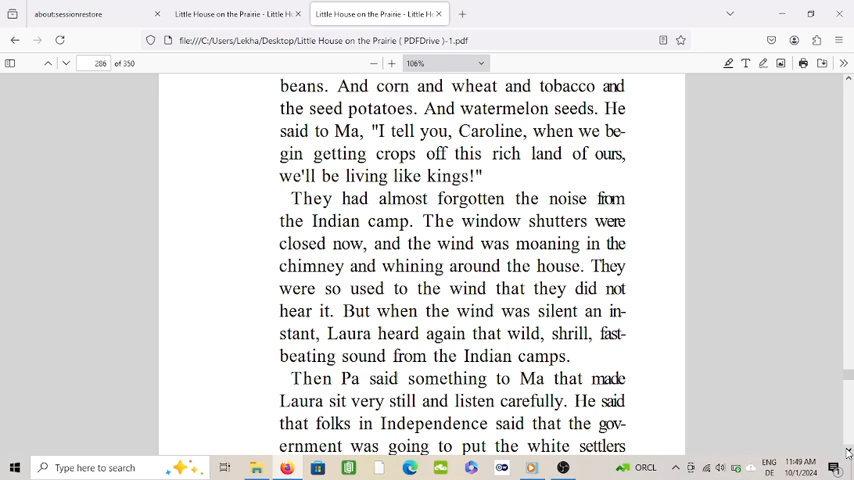 about:sessionrestore
Little House on the Prairie - Little H
Little House on the Prairie - Little H
file:///C:/Users/Lekha/Desktop/Little House on the Prairie ( PDFDrive )-1.pdf
286 of 350
106%
beans. And corn and wheat and tobacco and
the seed potatoes. And watermelon seeds. He
said to Ma, "I tell you, Caroline, when we be-
gin getting crops off this rich land of ours,
we'll be living like kings!"
They had almost forgotten the noise from
the Indian camp. The window shutters were
closed now, and the wind was moaning in the
chimney and whining around the house. They
were so used to the wind that they did not
hear it. But when the wind was silent an in-
stant, Laura heard again that wild, shrill, fast-
beating sound from the Indian camps.
Then Pa said something to Ma that made
Laura sit very still and listen carefully. He said
that folks in Independence said that the gov-
ernment was going to put the white settlers
Type here to search
ORCL
ENG
DE
11:49 AM
10/1/2024